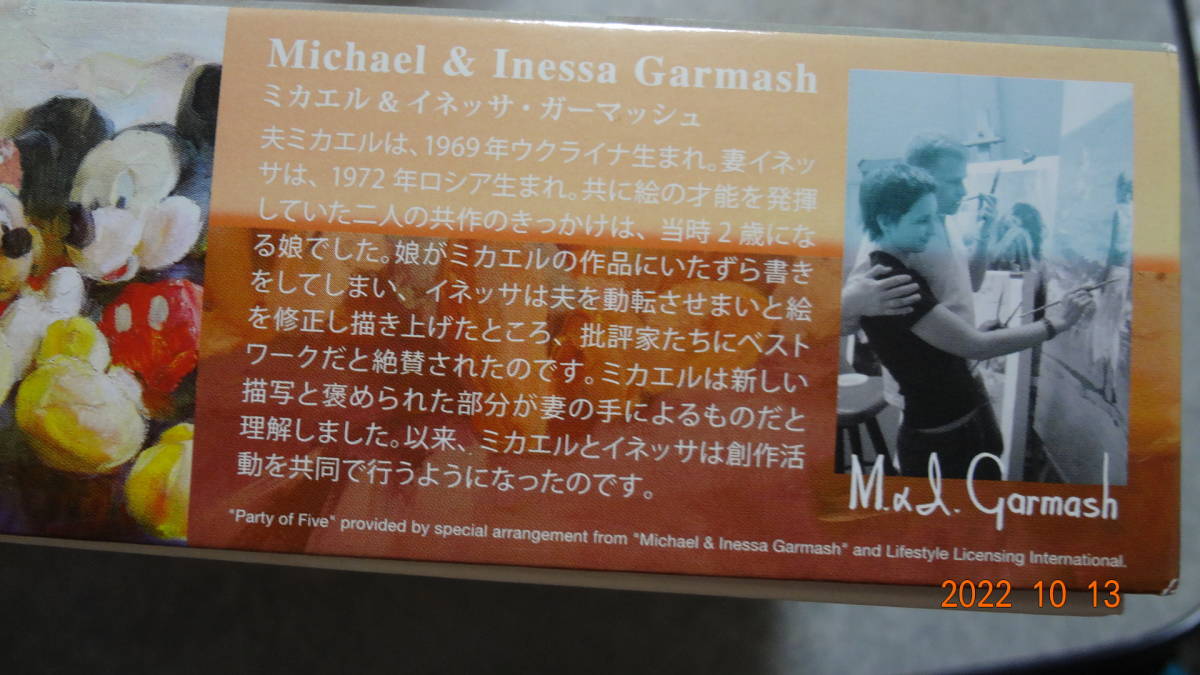 Michael & Inessa Garmash
ミカエル & イネッサ・ガーマッシュ
夫ミカエルは、1969年ウクライナ生まれ。妻イネッ
サは、1972年ロシア生まれ。共に絵の才能を発揮
していた二人の共作のきっかけは、当時2歳にな
る娘でした。娘がミカエルの作品にいたずら書き
をしてしまい、イネッサは夫を動転させまいと絵
を修正し描き上げたところ、批評家たちにベスト
ワークだと絶賛されたのです。ミカエルは新しい
描写と褒められた部分が妻の手によるものだと
理解しました。以来、ミカエルとイネッサは創作活
動を共同で行うようになったのです。
M. & I. Garmash
"Party of Five" provided by special arrangement from "Michael & Inessa Garmash" and Lifestyle Licensing International.
2022 10 13